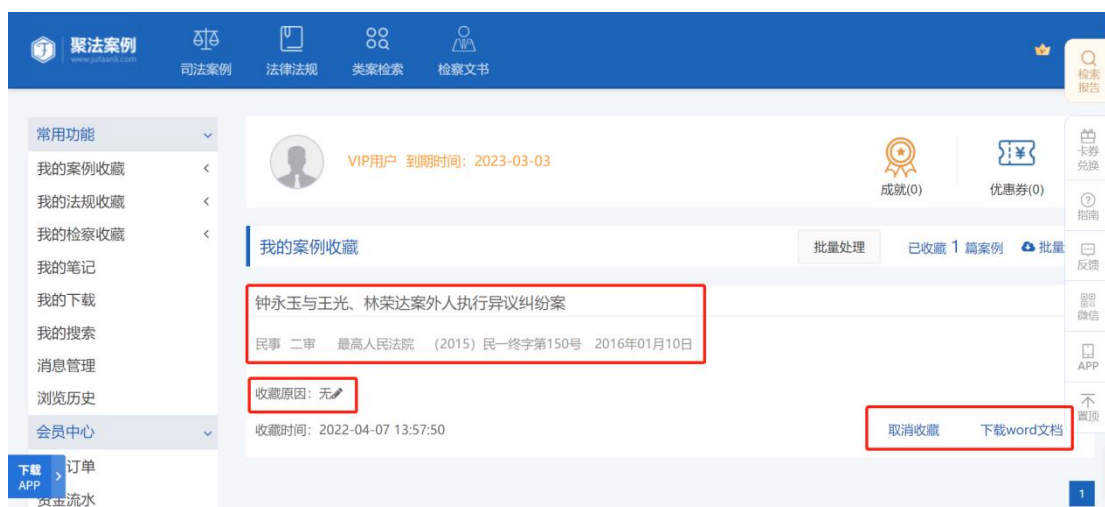 聚法案例
www.jufaanli.com
司法案例
法律法规
类案检索
检察文书
检索
报告
常用功能
我的案例收藏
我的法规收藏
我的检察收藏
我的笔记
我的下载
我的搜索
消息管理
浏览历史
会员中心
订单
资金流水
下载
APP
VIP用户 到期时间：2023-03-03
成就(0)
优惠券(0)
我的案例收藏
批量处理
已收藏 1 篇案例
批量
钟永玉与王光、林荣达案外人执行异议纠纷案
民事 二审 最高人民法院 （2015）民一终字第150号 2016年01月10日
收藏原因：无
收藏时间：2022-04-07 13:57:50
取消收藏
下载word文档
1
卡券
兑换
指南
反馈
微信
APP
置顶